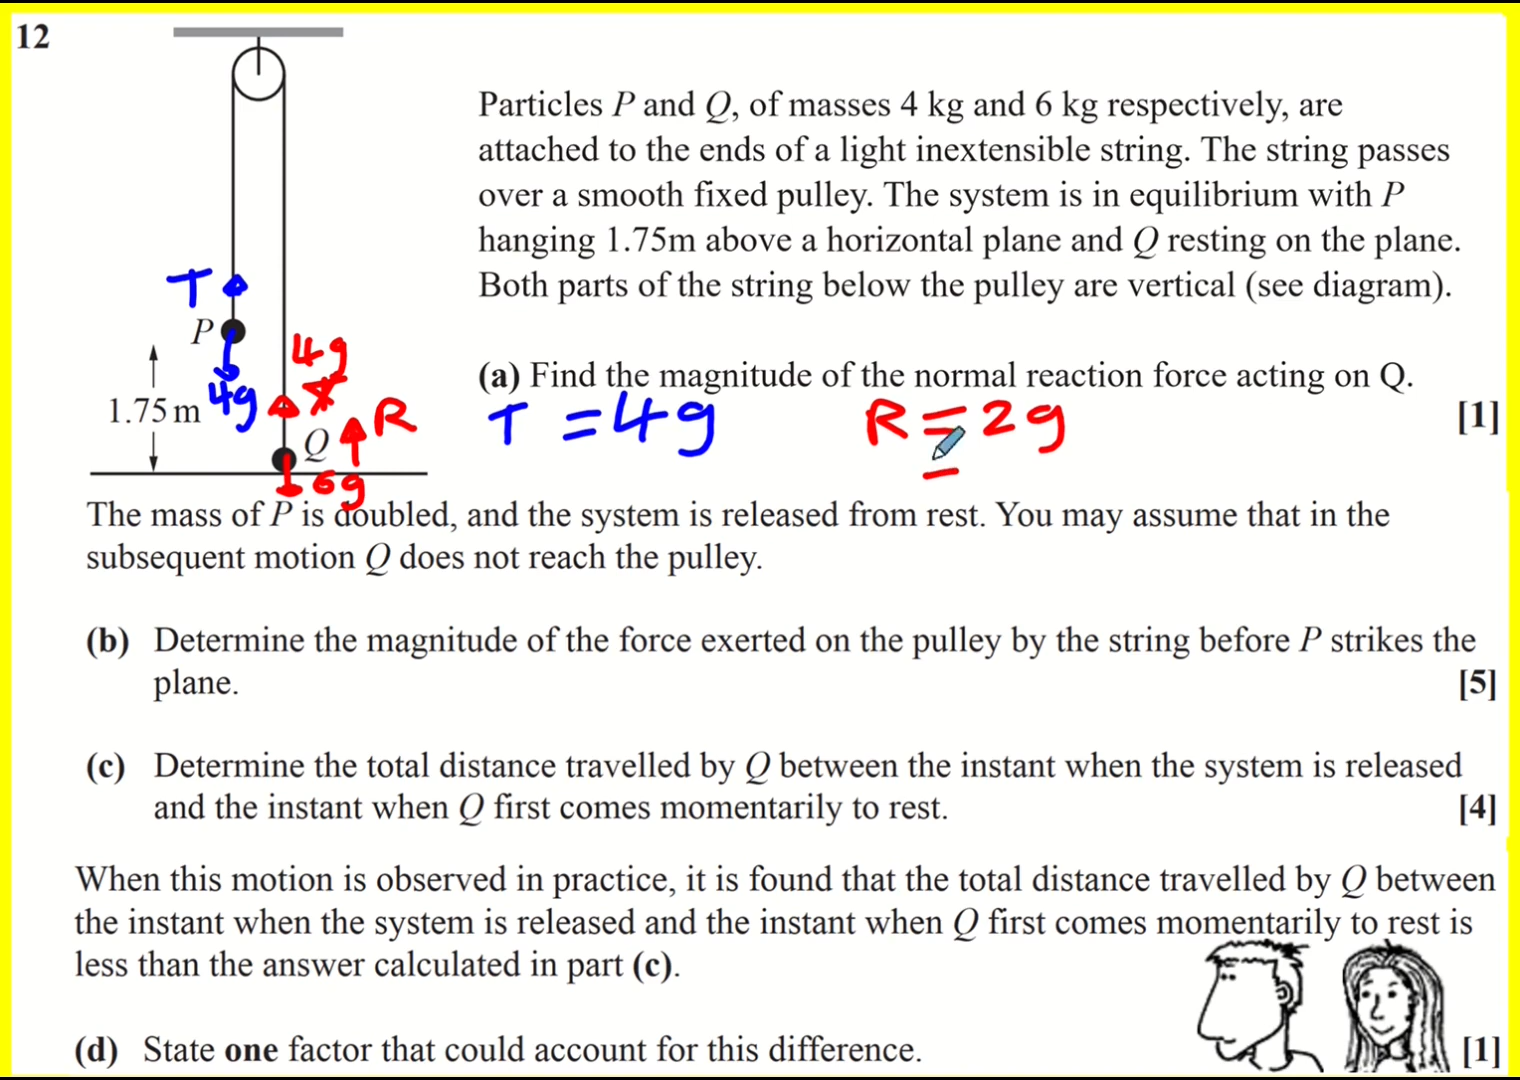 12
Particles P and Q, of masses 4 kg and 6 kg respectively, are
attached to the ends of a light inextensible string. The string passes
over a smooth fixed pulley. The system is in equilibrium with P
hanging 1.75m above a horizontal plane and Q resting on the plane.
Both parts of the string below the pulley are vertical (see diagram).
T
P
4g
4g
1.75 m
R
Q
6g
(a) Find the magnitude of the normal reaction force acting on Q.
[1]
T = 4g
R = 2g
The mass of P is doubled, and the system is released from rest. You may assume that in the
subsequent motion Q does not reach the pulley.
(b) Determine the magnitude of the force exerted on the pulley by the string before P strikes the
plane.
[5]
(c) Determine the total distance travelled by Q between the instant when the system is released
and the instant when Q first comes momentarily to rest.
[4]
When this motion is observed in practice, it is found that the total distance travelled by Q between
the instant when the system is released and the instant when Q first comes momentarily to rest is
less than the answer calculated in part (c).
(d) State one factor that could account for this difference.
[1]